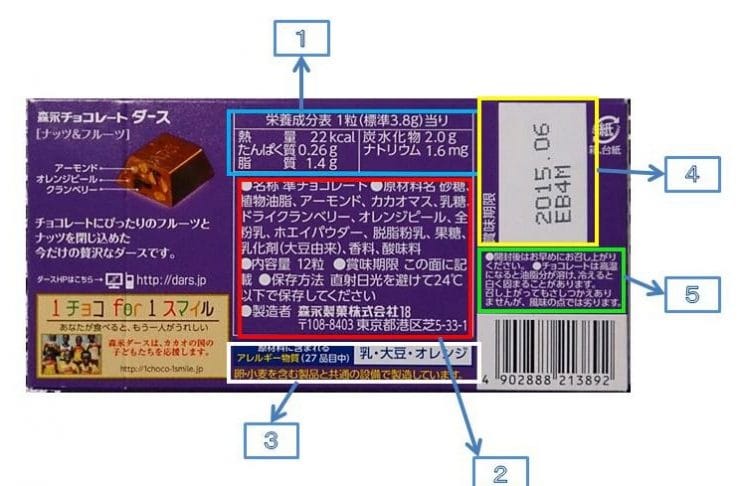 1
森永チョコレート ダース
[ナッツ&フルーツ]
アーモンド
オレンジピール
クランベリー
チョコレートにぴったりのフルーツと
ナッツを閉じ込めた
今だけの贅沢なダースです。
ダースHPはこちら→ http://dars.jp
1チョコ for 1 スマイル
あなたが食べると、もう一人がうれしい
森永ダースは、カカオの国の
子どもたちを応援します。
http://1choco-1smile.jp
栄養成分表 1粒(標準3.8g)当り
熱量 22kcal 炭水化物 2.0g
たんぱく質 0.26g ナトリウム 1.6mg
脂質 1.4g
●名称 準チョコレート ●原材料名 砂糖、
植物油脂、アーモンド、カカオマス、乳糖、
ドライクランベリー、オレンジピール、全
粉乳、ホエイパウダー、脱脂粉乳、果糖、
乳化剤(大豆由来)、香料、酸味料
●内容量 12粒 ●賞味期限 この面に記
載 ●保存方法 直射日光を避けて24℃
以下で保存してください
●製造者 森永製菓株式会社18
〒108-8403 東京都港区芝5-33-1
原材料に含まれる
アレルギー物質(27品目中) 乳・大豆・オレンジ
卵・小麦を含む製品と共通の設備で製造しています。
賞味期限
2015.06
EB4M
紙
箱、台紙
4
●開封後はお早めにお召し上がり
ください。●チョコレートは高温
になると油脂分が溶け、冷えると
白く固まることがあります。
召し上がってもさしつかえあり
ませんが、風味の点では劣ります。
5
4 902888 213892
3
2